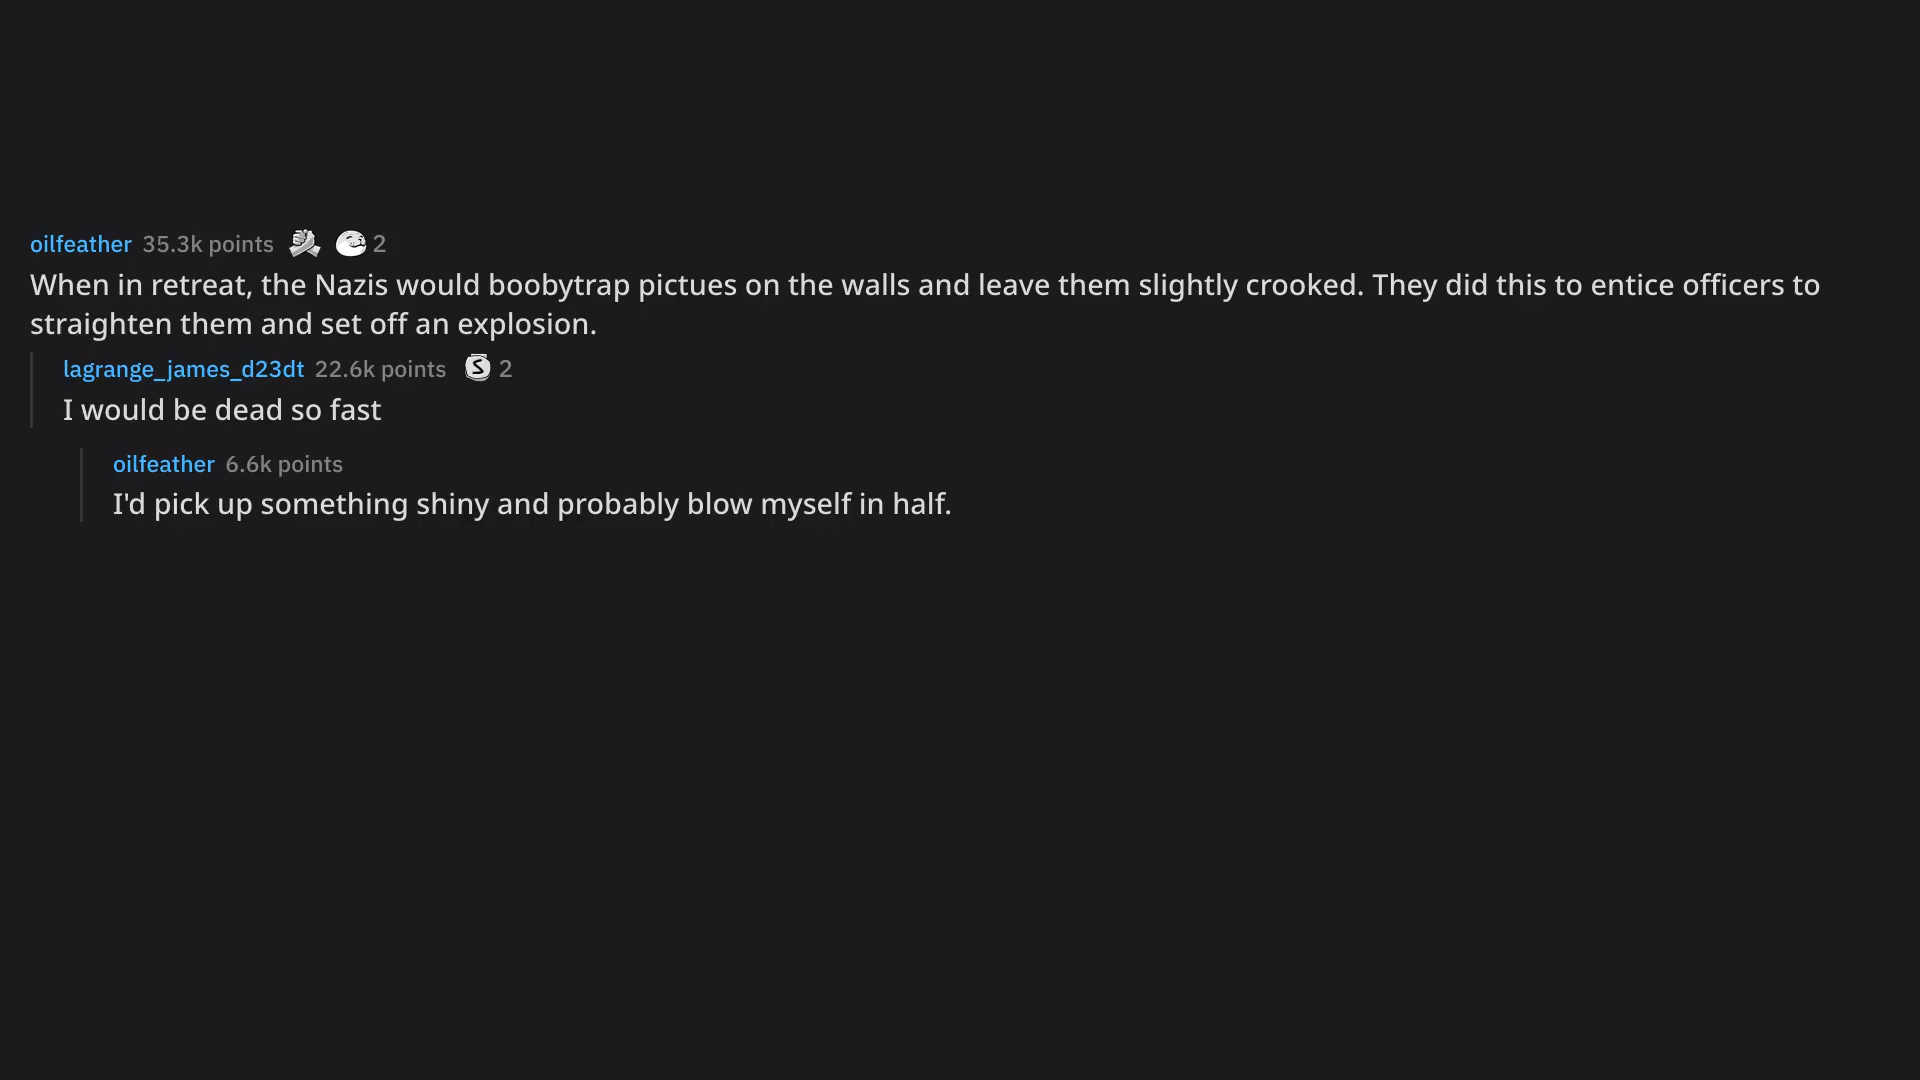 oilfeather 35.3k points 2
When in retreat, the Nazis would boobytrap pictues on the walls and leave them slightly crooked. They did this to entice officers to
straighten them and set off an explosion.
lagrange_james_d23dt 22.6k points S 2
I would be dead so fast
oilfeather 6.6k points
I'd pick up something shiny and probably blow myself in half.